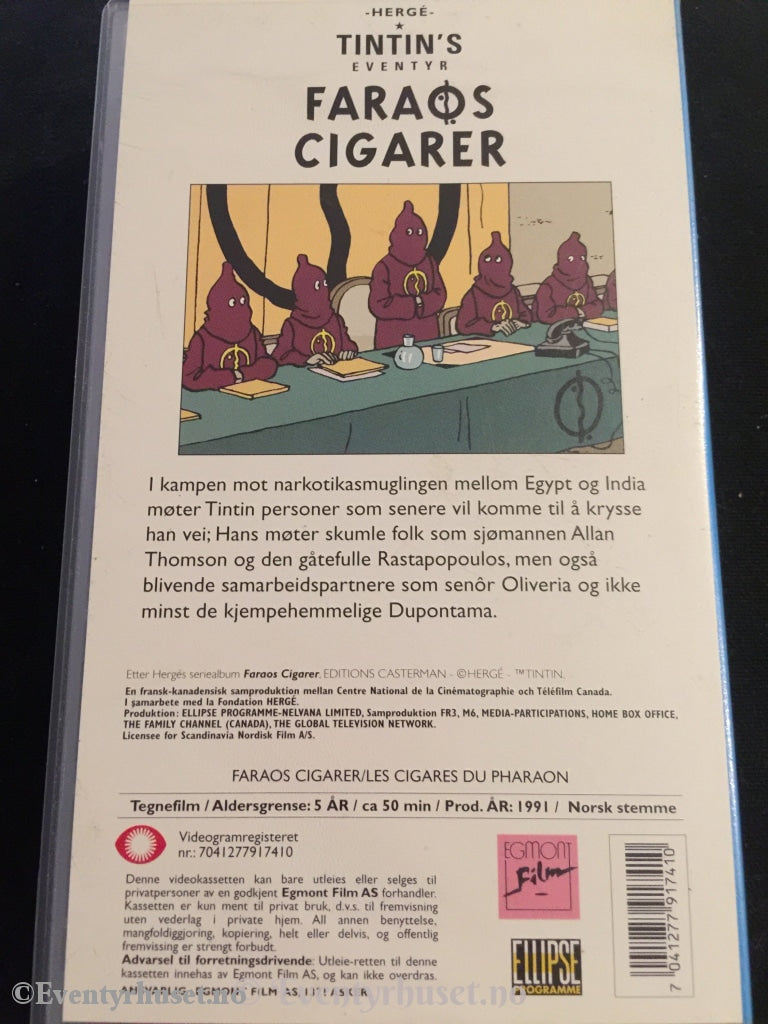 -HERGÉ-
TINTIN'S
EVENTYR
FARAOS
CIGARER
I kampen mot narkotikasmuglingen mellom Egypt og India
møter Tintin personer som senere vil komme til å krysse
han vei; Hans møter skumle folk som sjømannen Allan
Thomson og den gåtefulle Rastapopoulos, men også
blivende samarbeidspartnere som senôr Oliveria og ikke
minst de kjempehemmelige Dupontama.
Etter Hergés seriealbum Faraos Cigarer. EDITIONS CASTERMAN - ©HERGÉ - ™TINTIN.
En fransk-kanadensisk samproduktion mellan Centre National de la Cinématographie och Téléfilm Canada.
I samarbete med la Fondation HERGÉ.
Produktion: ELLIPSE PROGRAMME-NELVANA LIMITED, Samproduktion FR3, M6, MEDIA-PARTICIPATIONS, HOME BOX OFFICE,
THE FAMILY CHANNEL (CANADA), THE GLOBAL TELEVISION NETWORK.
Licensee for Scandinavia Nordisk Film A/S.
FARAOS CIGARER/LES CIGARES DU PHARAON
Tegnefilm / Aldersgrense: 5 ÅR / ca 50 min / Prod. ÅR: 1991 / Norsk stemme
Videogramregisteret
nr.: 7041277917410
Denne videokassetten kan bare utleies eller selges til
privatpersoner av en godkjent Egmont Film AS forhandler.
Kassetten er kun ment til privat bruk, d.v.s. til fremvisning
uten vederlag i private hjem. All annen benyttelse,
mangfoldiggjoring, kopiering, helt eller delvis, og offentlig
fremvissing er strengt forbudt.
Advarsel til forretningsdrivende: Utleie-retten til denne
kassetten innehas av Egmont Film AS, og kan ikke overdras.
ANSVARLIG: EGMONT FILM AS, 1371 ASKER
EGMONT
Film
ELLIPSE
PROGRAMME
7 041277 917410
©Eventyrhuset.no
© Eventyrhuset.no